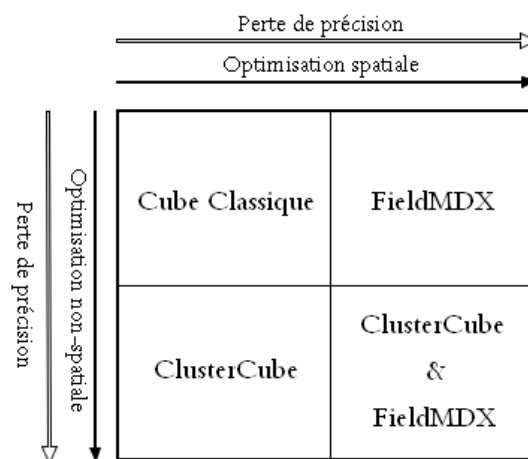 Perte de précision
Optimisation spatiale
Perte de précision
Optimisation non-spatiale
Cube Classique
FieldMDX
ClusterCube
ClusterCube
&
FieldMDX